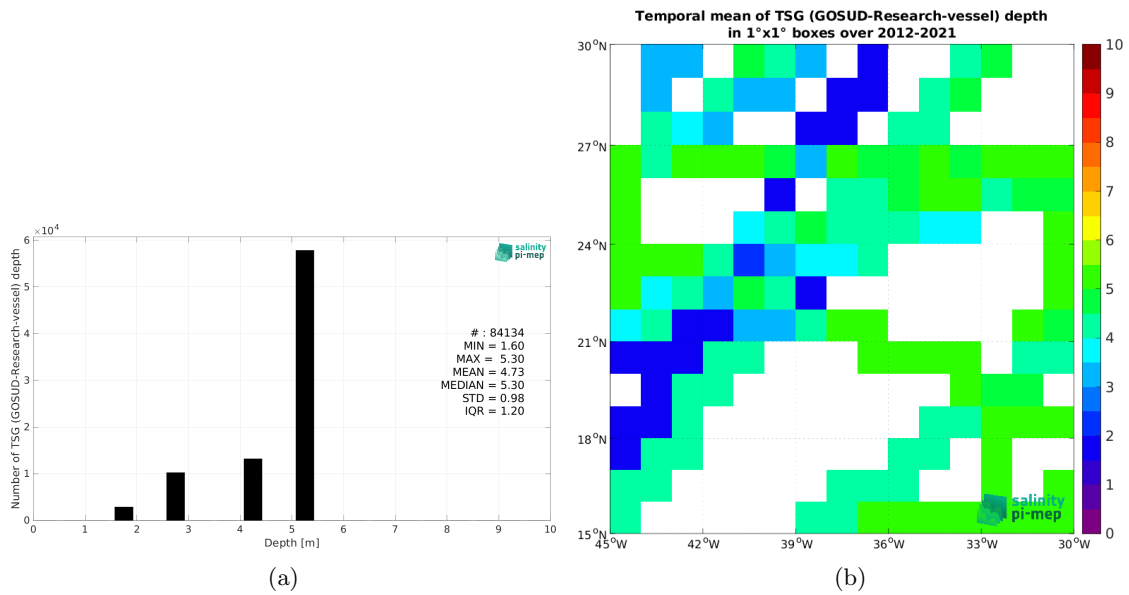 ×10⁴
6
5
4
3
2
1
0
Number of TSG (GOSUD-Research-vessel) depth
salinity
pi-mep
# : 84134
MIN = 1.60
MAX = 5.30
MEAN = 4.73
MEDIAN = 5.30
STD = 0.98
IQR = 1.20
0 1 2 3 4 5 6 7 8 9 10
Depth [m]
(a)
Temporal mean of TSG (GOSUD-Research-vessel) depth
in 1°x1° boxes over 2012-2021
30°N
27°N
24°N
21°N
18°N
15°N
45°W 42°W 39°W 36°W 33°W 30°W
salinity
pi-mep
10
9
8
7
6
5
4
3
2
1
0
(b)